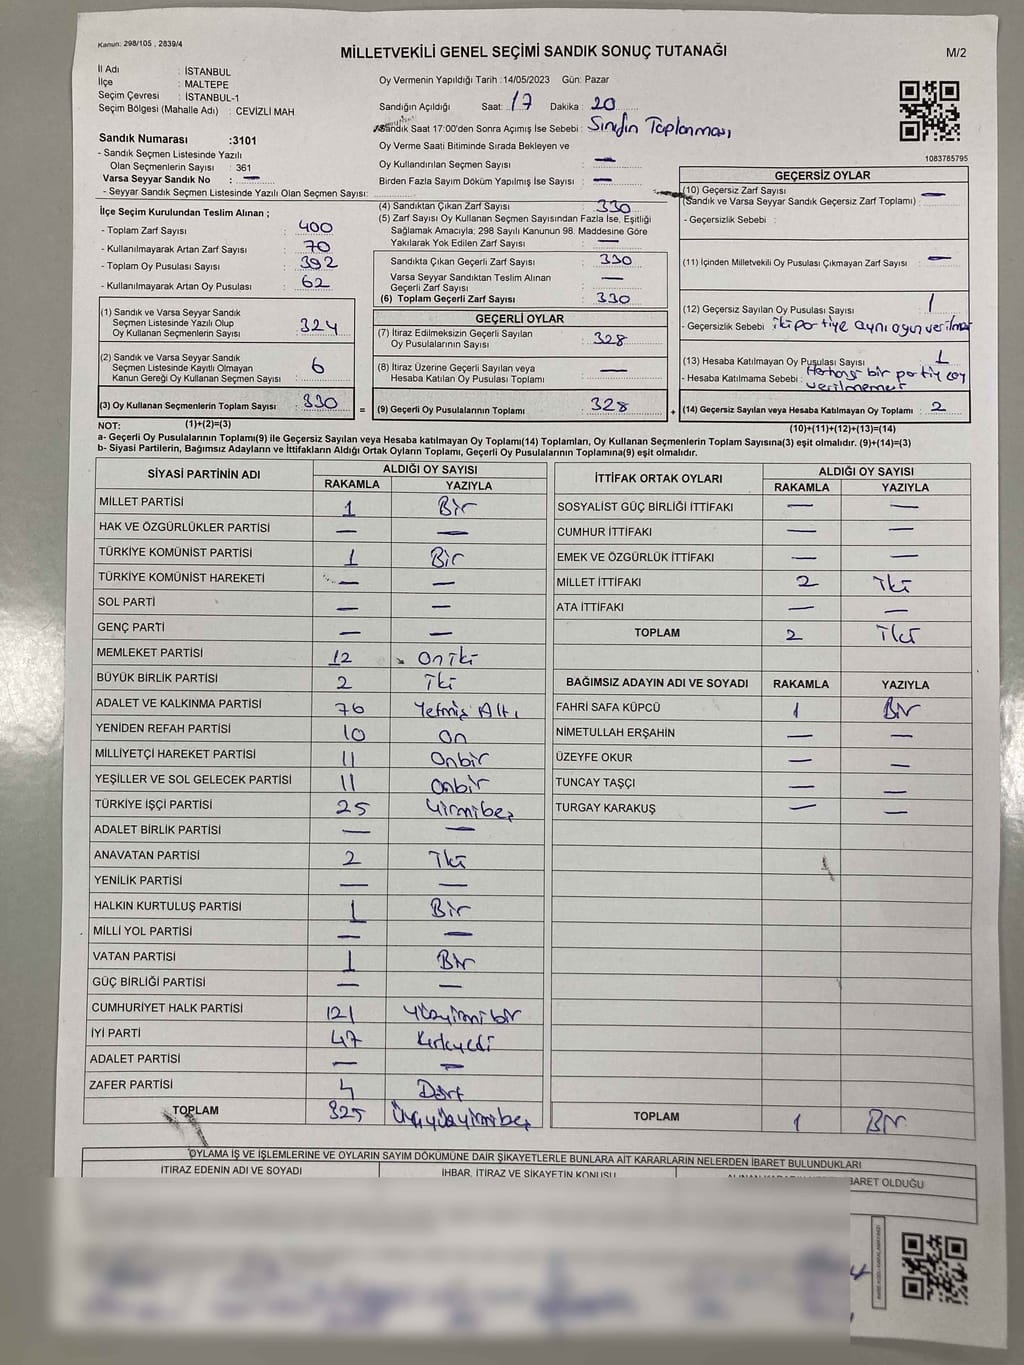 Kanun: 298/105 , 2839/4
MİLLETVEKİLİ GENEL SEÇİMİ SANDIK SONUÇ TUTANAĞI
M/2
İl Adı : İSTANBUL
İlçe : MALTEPE
Seçim Çevresi : İSTANBUL-1
Seçim Bölgesi (Mahalle Adı) : CEVİZLİ MAH
Sandık Numarası :3101
- Sandık Seçmen Listesinde Yazılı
Olan Seçmenlerin Sayısı : 361
Varsa Seyyar Sandık No : —
- Seyyar Sandık Seçmen Listesinde Yazılı Olan Seçmen Sayısı:
Oy Vermenin Yapıldığı Tarih :14/05/2023 Gün: Pazar
Sandığın Açıldığı Saat: 17 Dakika: 20
Sandık Saat 17:00'den Sonra Açımış İse Sebebi : Sınıfın Toplanması
Oy Verme Saati Bitiminde Sırada Bekleyen ve
Oy Kullandırılan Seçmen Sayısı : —
Birden Fazla Sayım Döküm Yapılmış İse Sayısı : —
1083785795
İlçe Seçim Kurulundan Teslim Alınan ;
- Toplam Zarf Sayısı : 400
- Kullanılmayarak Artan Zarf Sayısı : 70
- Toplam Oy Pusulası Sayısı : 392
- Kullanılmayarak Artan Oy Pusulası : 62
(1) Sandık ve Varsa Seyyar Sandık
Seçmen Listesinde Yazılı Olup
Oy Kullanan Seçmenlerin Sayısı : 324
(2) Sandık ve Varsa Seyyar Sandık
Seçmen Listesinde Kayıtlı Olmayan
Kanun Gereği Oy Kullanan Seçmen Sayısı : 6
(3) Oy Kullanan Seçmenlerin Toplam Sayısı : 330
(1)+(2)=(3)
(4) Sandıktan Çıkan Zarf Sayısı : 330
(5) Zarf Sayısı Oy Kullanan Seçmen Sayısından Fazla İse, Eşitliği
Sağlamak Amacıyla; 298 Sayılı Kanunun 98. Maddesine Göre
Yakılarak Yok Edilen Zarf Sayısı : —
Sandıkta Çıkan Geçerli Zarf Sayısı : 330
Varsa Seyyar Sandıktan Teslim Alınan
Geçerli Zarf Sayısı : —
(6) Toplam Geçerli Zarf Sayısı : 330
GEÇERLİ OYLAR
(7) İtiraz Edilmeksizin Geçerli Sayılan
Oy Pusulalarının Sayısı : 328
(8) İtiraz Üzerine Geçerli Sayılan veya
Hesaba Katılan Oy Pusulası Toplamı : —
= (9) Geçerli Oy Pusulalarının Toplamı : 328
GEÇERSİZ OYLAR
(10) Geçersiz Zarf Sayısı
(Sandık ve Varsa Seyyar Sandık Geçersiz Zarf Toplamı) : —
- Geçersizlik Sebebi :
(11) İçinden Milletvekili Oy Pusulası Çıkmayan Zarf Sayısı : —
(12) Geçersiz Sayılan Oy Pusulası Sayısı : 1
- Geçersizlik Sebebi : iki partiye aynı oyun verilmesi
(13) Hesaba Katılmayan Oy Pusulası Sayısı : 1
- Hesaba Katılmama Sebebi : Herhangi bir partiye oy
verilmemesi
+ (14) Geçersiz Sayılan veya Hesaba Katılmayan Oy Toplamı : 2
(10)+(11)+(12)+(13)=(14)
NOT:
a- Geçerli Oy Pusulalarının Toplamı(9) ile Geçersiz Sayılan veya Hesaba katılmayan Oy Toplamı(14) Toplamları, Oy Kullanan Seçmenlerin Toplam Sayısına(3) eşit olmalıdır. (9)+(14)=(3)
b- Siyasi Partilerin, Bağımsız Adayların ve İttifakların Aldığı Ortak Oyların Toplamı, Geçerli Oy Pusulalarının Toplamına(9) eşit olmalıdır.
SİYASİ PARTİNİN ADI ALDIĞI OY SAYISI
RAKAMLA YAZIYLA
MİLLET PARTİSİ 1 Bir
HAK VE ÖZGÜRLÜKLER PARTİSİ — —
TÜRKİYE KOMÜNİST PARTİSİ 1 Bir
TÜRKİYE KOMÜNİST HAREKETİ — —
SOL PARTİ — —
GENÇ PARTİ — —
MEMLEKET PARTİSİ 12 On iki
BÜYÜK BİRLİK PARTİSİ 2 İki
ADALET VE KALKINMA PARTİSİ 76 Yetmiş Altı
YENİDEN REFAH PARTİSİ 10 On
MİLLİYETÇİ HAREKET PARTİSİ 11 Onbir
YEŞİLLER VE SOL GELECEK PARTİSİ 11 Onbir
TÜRKİYE İŞÇİ PARTİSİ 25 Yirmibeş
ADALET BİRLİK PARTİSİ — —
ANAVATAN PARTİSİ 2 İki
YENİLİK PARTİSİ — —
HALKIN KURTULUŞ PARTİSİ 1 Bir
MİLLİ YOL PARTİSİ — —
VATAN PARTİSİ 1 Bir
GÜÇ BİRLİĞİ PARTİSİ — —
CUMHURİYET HALK PARTİSİ 121 Yüzyirmibir
İYİ PARTİ 47 Kırkyedi
ADALET PARTİSİ — —
ZAFER PARTİSİ 4 Dört
TOPLAM 325 Üçyüzyirmibeş
İTTİFAK ORTAK OYLARI ALDIĞI OY SAYISI
RAKAMLA YAZIYLA
SOSYALİST GÜÇ BİRLİĞİ İTTİFAKI — —
CUMHUR İTTİFAKI — —
EMEK VE ÖZGÜRLÜK İTTİFAKI — —
MİLLET İTTİFAKI 2 İki
ATA İTTİFAKI — —
TOPLAM 2 İki
BAĞIMSIZ ADAYIN ADI VE SOYADI RAKAMLA YAZIYLA
FAHRİ SAFA KÜPCÜ 1 Bir
NİMETULLAH ERŞAHİN — —
ÜZEYFE OKUR — —
TUNCAY TAŞÇI — —
TURGAY KARAKUŞ — —
TOPLAM 1 Bir
OYLAMA İŞ VE İŞLEMLERİNE VE OYLARIN SAYIM DÖKÜMÜNE DAİR ŞİKAYETLERLE BUNLARA AİT KARARLARIN NELERDEN İBARET BULUNDUKLARI
İTİRAZ EDENİN ADI VE SOYADI
İHBAR, İTİRAZ VE ŞİKAYETİN KONUSU
BARET OLDUĞU